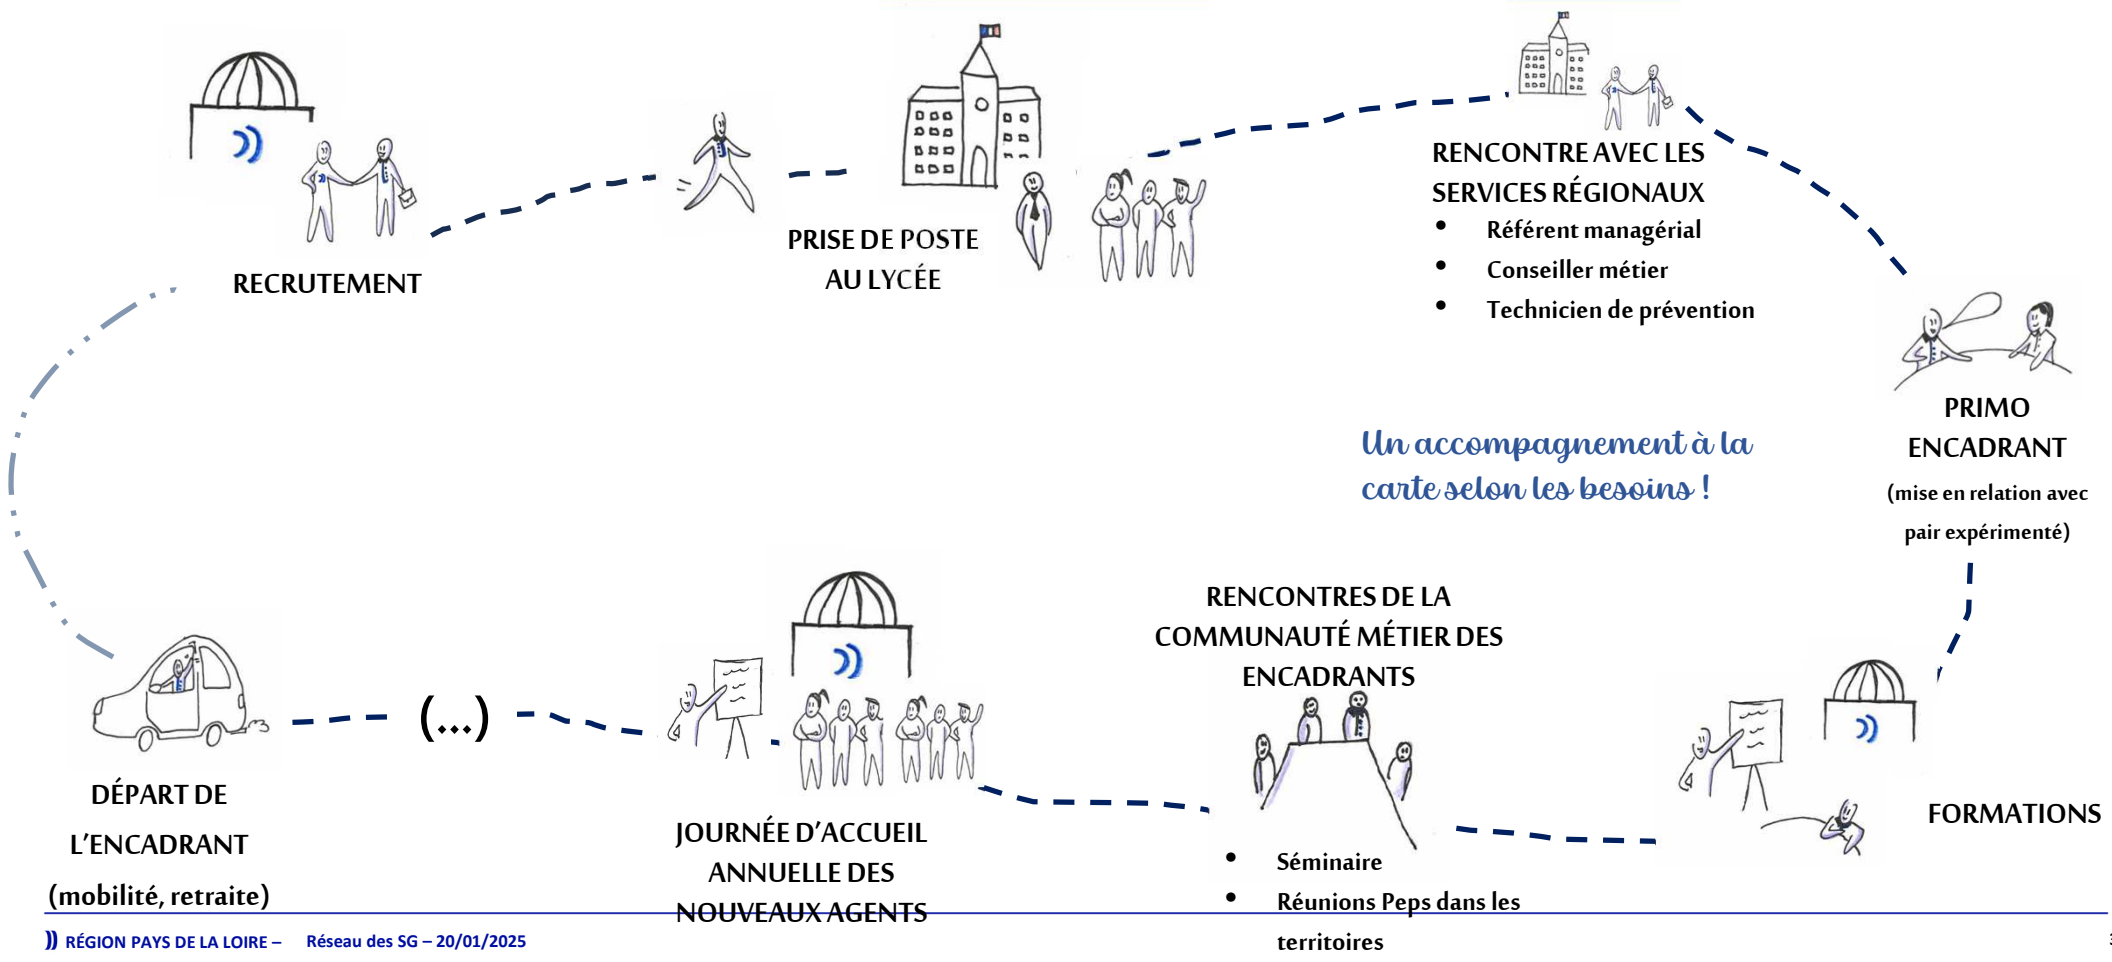 RECRUTEMENT
PRISE DE POSTE
AU LYCÉE
RENCONTRE AVEC LES
SERVICES RÉGIONAUX
• Référent managérial
• Conseiller métier
• Technicien de prévention
PRIMO
ENCADRANT
(mise en relation avec
pair expérimenté)
Un accompagnement à la
carte selon les besoins !
FORMATIONS
RENCONTRES DE LA
COMMUNAUTÉ MÉTIER DES
ENCADRANTS
• Séminaire
• Réunions Peps dans les
territoires
JOURNÉE D’ACCUEIL
ANNUELLE DES
NOUVEAUX AGENTS
(...)
DÉPART DE
L’ENCADRANT
(mobilité, retraite)
RÉGION PAYS DE LA LOIRE – Réseau des SG – 20/01/2025